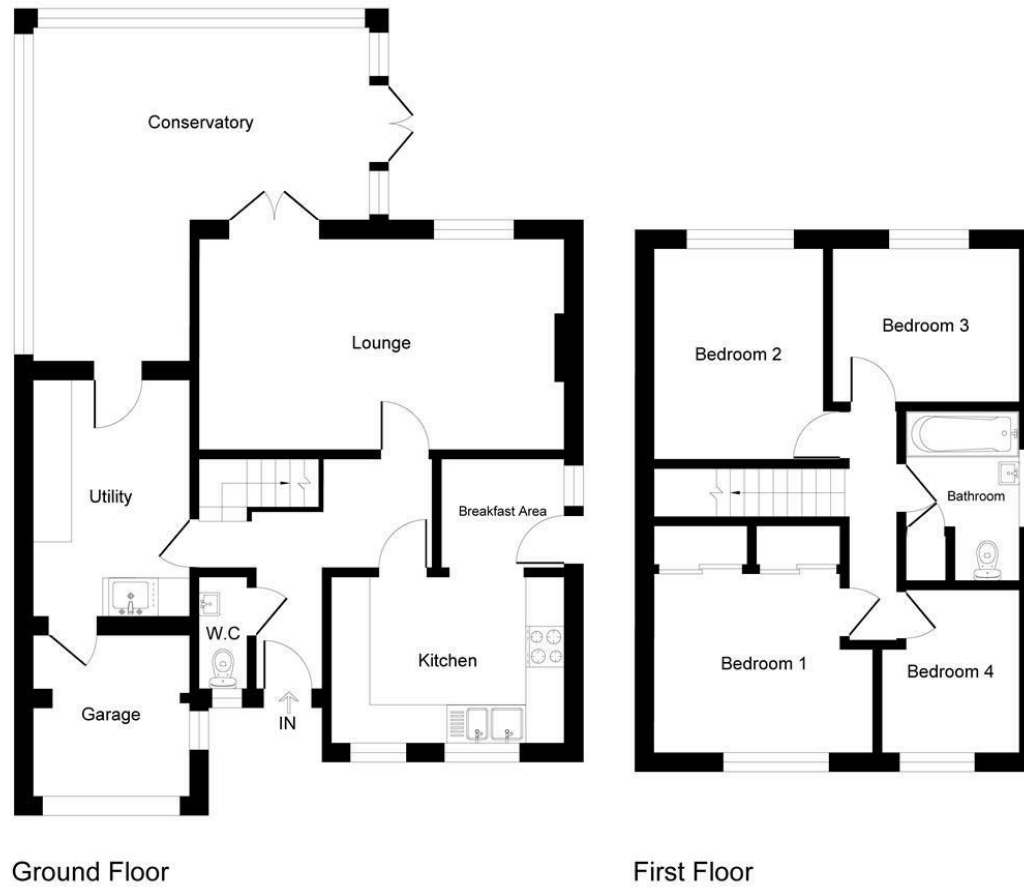 Conservatory
Lounge
Utility
Breakfast Area
W.C
Kitchen
Garage
IN
Ground Floor
Bedroom 2
Bedroom 3
Bathroom
Bedroom 1
Bedroom 4
First Floor